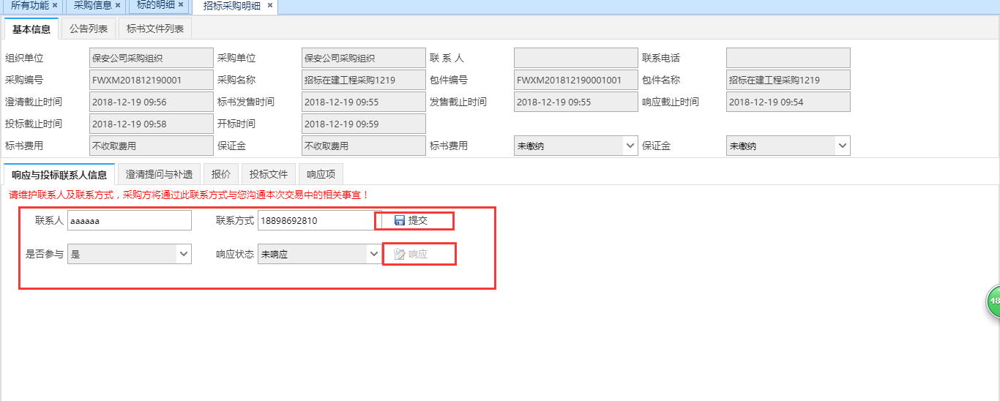 所有功能 采购信息 标的明细 招标采购明细
基本信息 公告列表 标书文件列表
组织单位 保安公司采购组织 采购单位 保安公司采购组织 联 系 人 联系电话
采购编号 FWXM201812190001 采购名称 招标在建工程采购1219 包件编号 FWXM201812190001001 包件名称 招标在建工程采购1219
澄清截止时间 2018-12-19 09:56 标书发售时间 2018-12-19 09:55 发售截止时间 2018-12-19 09:55 响应截止时间 2018-12-19 09:54
投标截止时间 2018-12-19 09:58 开标时间 2018-12-19 09:59
标书费用 不收取费用 保证金 不收取费用 标书费用 未缴纳 保证金 未缴纳
响应与投标联系人信息 澄清提问与补遗 报价 投标文件 响应项
请维护联系人及联系方式，采购方将通过此联系方式与您沟通本次交易中的相关事宜！
联系人 aaaaaa 联系方式 18898692810 提交
是否参与 是 响应状态 未响应 响应
48